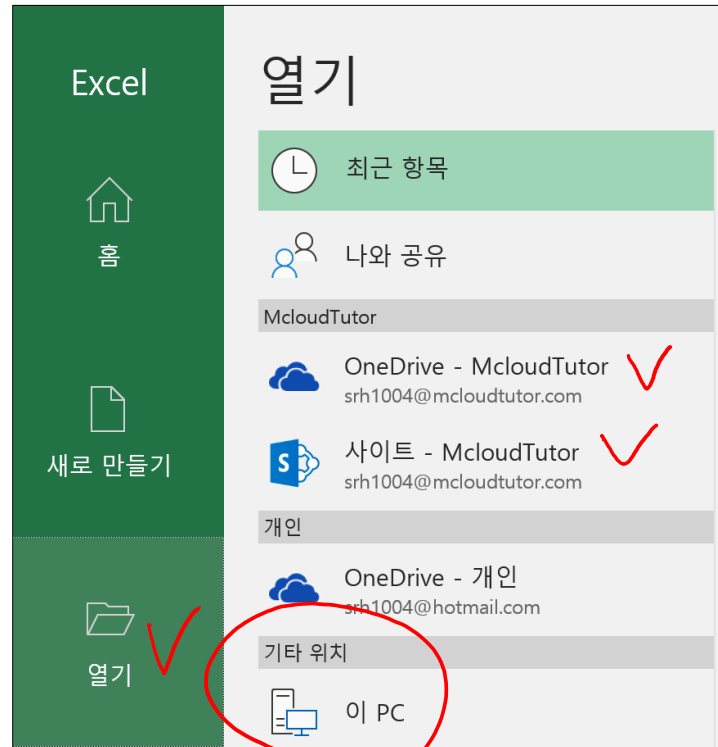 Excel
홈
새로 만들기
열기
열기
최근 항목
나와 공유
McloudTutor
OneDrive - McloudTutor
srh1004@mcloudtutor.com
사이트 - McloudTutor
srh1004@mcloudtutor.com
개인
OneDrive - 개인
srh1004@hotmail.com
기타 위치
이 PC